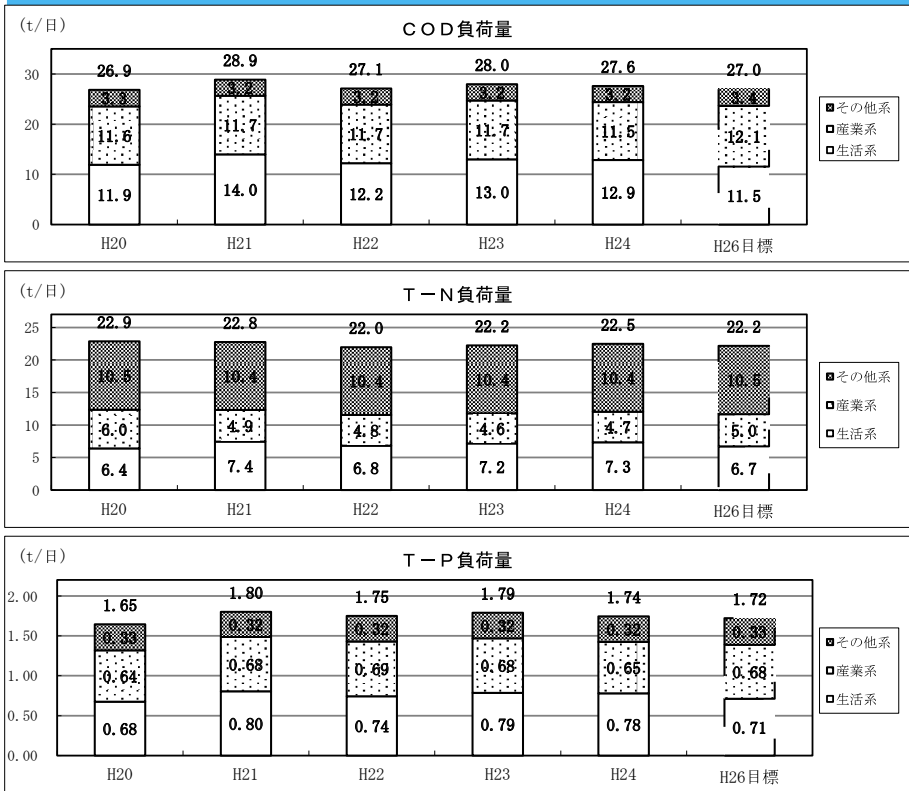 (t/日)
ＣＯＤ負荷量
26.9 28.9 27.1 28.0 27.6 27.0
30
3.3 3.2 3.2 3.2 3.2 3.4
20
11.6 11.7 11.7 11.7 11.5 12.1
10
11.9 14.0 12.2 13.0 12.9 11.5
0
H20 H21 H22 H23 H24 H26目標
その他系
産業系
生活系
(t/日)
Ｔ－Ｎ負荷量
25
22.9 22.8 22.0 22.2 22.5 22.2
20
15
10.5 10.4 10.4 10.4 10.4 10.5
10
6.0 4.9 4.8 4.6 4.7 5.0
5
6.4 7.4 6.8 7.2 7.3 6.7
0
H20 H21 H22 H23 H24 H26目標
その他系
産業系
生活系
(t/日)
Ｔ－Ｐ負荷量
2.00
1.65 1.80 1.75 1.79 1.74 1.72
1.50
0.33 0.32 0.32 0.32 0.32 0.33
1.00
0.64 0.68 0.69 0.68 0.65 0.68
0.50
0.68 0.80 0.74 0.79 0.78 0.71
0.00
H20 H21 H22 H23 H24 H26目標
その他系
産業系
生活系